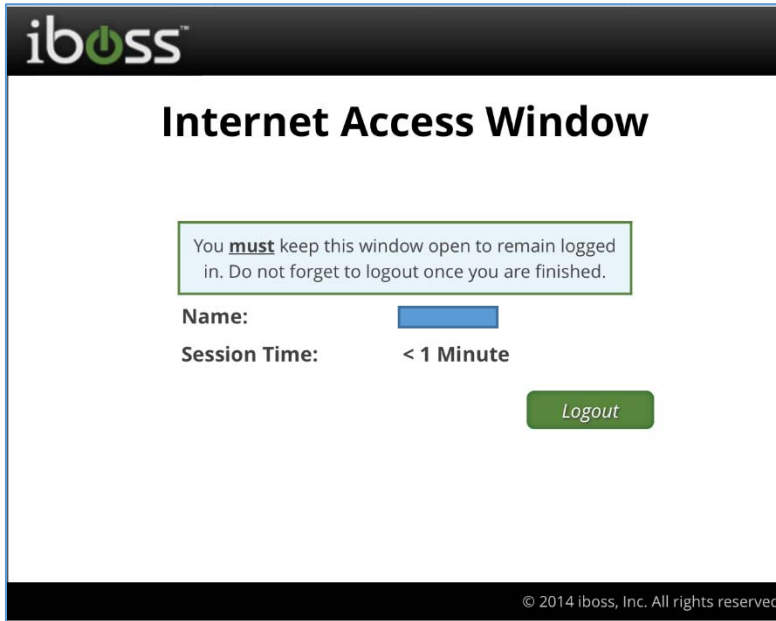 iboss™
Internet Access Window
You must keep this window open to remain logged
in. Do not forget to logout once you are finished.
Name:
Session Time: < 1 Minute
Logout
© 2014 iboss, Inc. All rights reserved